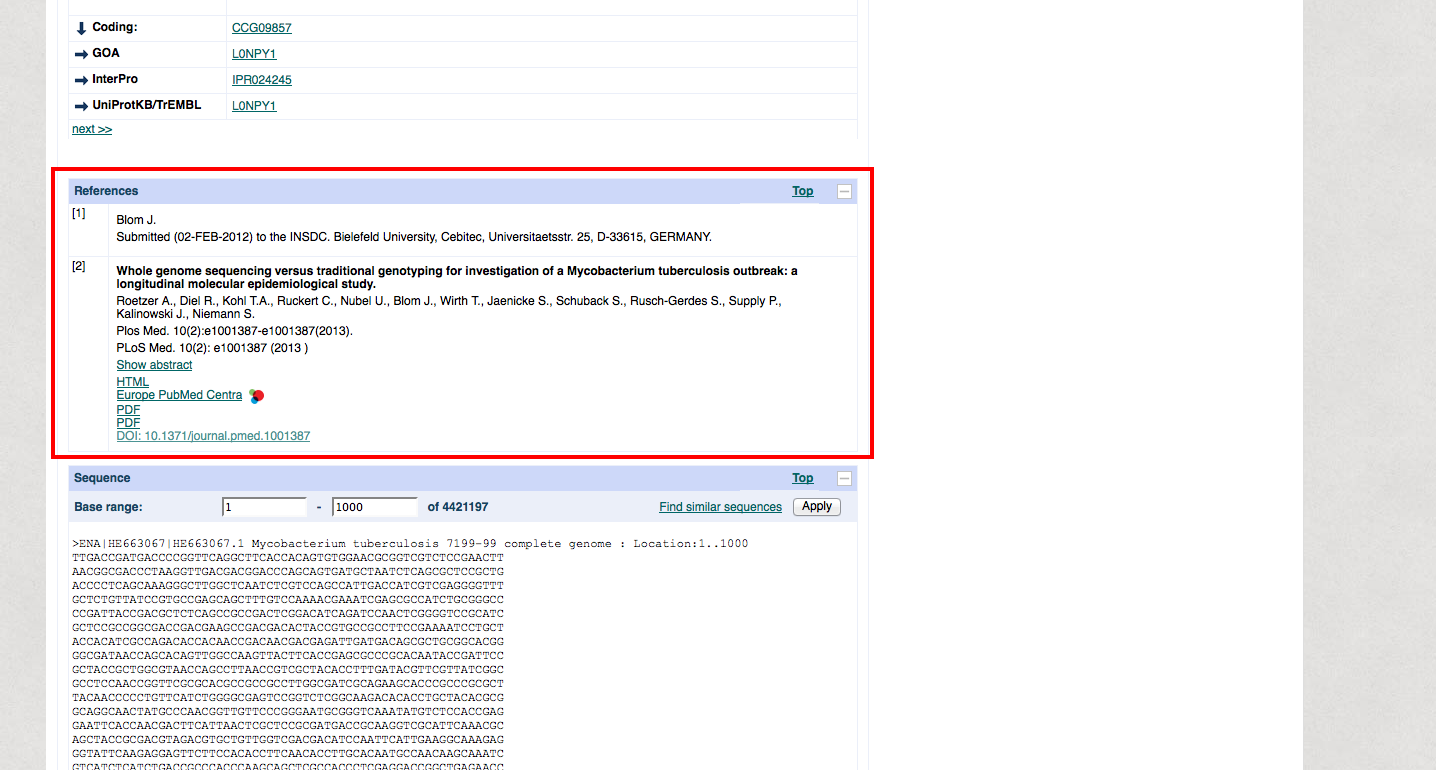 Coding: CCG09857
GOA L0NPY1
InterPro IPR024245
UniProtKB/TrEMBL L0NPY1
next >>
References Top
[1] Blom J.
Submitted (02-FEB-2012) to the INSDC. Bielefeld University, Cebitec, Universitaetsstr. 25, D-33615, GERMANY.
[2] Whole genome sequencing versus traditional genotyping for investigation of a Mycobacterium tuberculosis outbreak: a
longitudinal molecular epidemiological study.
Roetzer A., Diel R., Kohl T.A., Ruckert C., Nubel U., Blom J., Wirth T., Jaenicke S., Schuback S., Rusch-Gerdes S., Supply P.,
Kalinowski J., Niemann S.
Plos Med. 10(2):e1001387-e1001387(2013).
PLoS Med. 10(2): e1001387 (2013 )
Show abstract
HTML
Europe PubMed Centra
PDF
PDF
DOI: 10.1371/journal.pmed.1001387
Sequence Top
Base range: 1 - 1000 of 4421197 Find similar sequences Apply
>ENA|HE663067|HE663067.1 Mycobacterium tuberculosis 7199-99 complete genome : Location:1..1000
TTGACCGATGACCCCGGTTCAGGCTTCACCACAGTGTGGAACGCGGTCGTCTCCGAACTT
AACGGCGACCCTAAGGTTGACGACGGACCCAGCAGTGATGCTAATCTCAGCGCTCCGCTG
ACCCCTCAGCAAAGGGCTTGGCTCAATCTCGTCCAGCCATTGACCATCGTCGAGGGGTTT
GCTCTGTTATCCGTGCCGAGCAGCTTTGTCCAAAACGAAATCGAGCGCCATCTGCGGGCC
CCGATTACCGACGCTCTCAGCCGCCGACTCGGACATCAGATCCAACTCGGGGTCCGCATC
GCTCCGCCGGCGACCGACGAAGCCGACGACACTACCGTGCCGCCTTCCGAAAATCCTGCT
ACCACATCGCCAGACACCACAACCGACAACGACGAGATTGATGACAGCGCTGCGGCACGG
GGCGATAACCAGCACAGTTGGCCAAGTTACTTCACCGAGCGCCCGCACAATACCGATTCC
GCTACCGCTGGCGTAACCAGCCTTAACCGTCGCTACACCTTTGATACGTTCGTTATCGGC
GCCTCCAACCGGTTCGCGCACGCCGCCGCCTTGGCGATCGCAGAAGCACCCGCCCGCGCT
TACAACCCCCTGTTCATCTGGGGCGAGTCCGGTCTCGGCAAGACACACCTGCTACACGCG
GCAGGCAACTATGCCCAACGGTTGTTCCCGGGAATGCGGGTCAAATATGTCTCCACCGAG
GAATTCACCAACGACTTCATTAACTCGCTCCGCGATGACCGCAAGGTCGCATTCAAACGC
AGCTACCGCGACGTAGACGTGCTGTTGGTCGACGACATCCAATTCATTGAAGGCAAAGAG
GGTATTCAAGAGGAGTTCTTCCACACCTTCAACACCTTGCACAATGCCAACAAGCAAATC
GTCATCTCATCTGACCGCCCACCCAAGCAGCTCGCCACCCTCGAGGACCGGCTGAGAACC